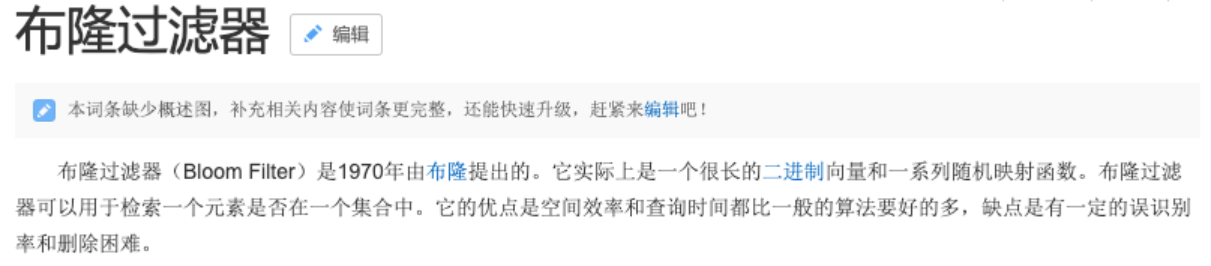 布隆过滤器 编辑
本词条缺少概述图，补充相关内容使词条更完整，还能快速升级，赶紧来编辑吧！
布隆过滤器（Bloom Filter）是1970年由布隆提出的。它实际上是一个很长的二进制向量和一系列随机映射函数。布隆过滤
器可以用于检索一个元素是否在一个集合中。它的优点是空间效率和查询时间都比一般的算法要好的多，缺点是有一定的误识别
率和删除困难。